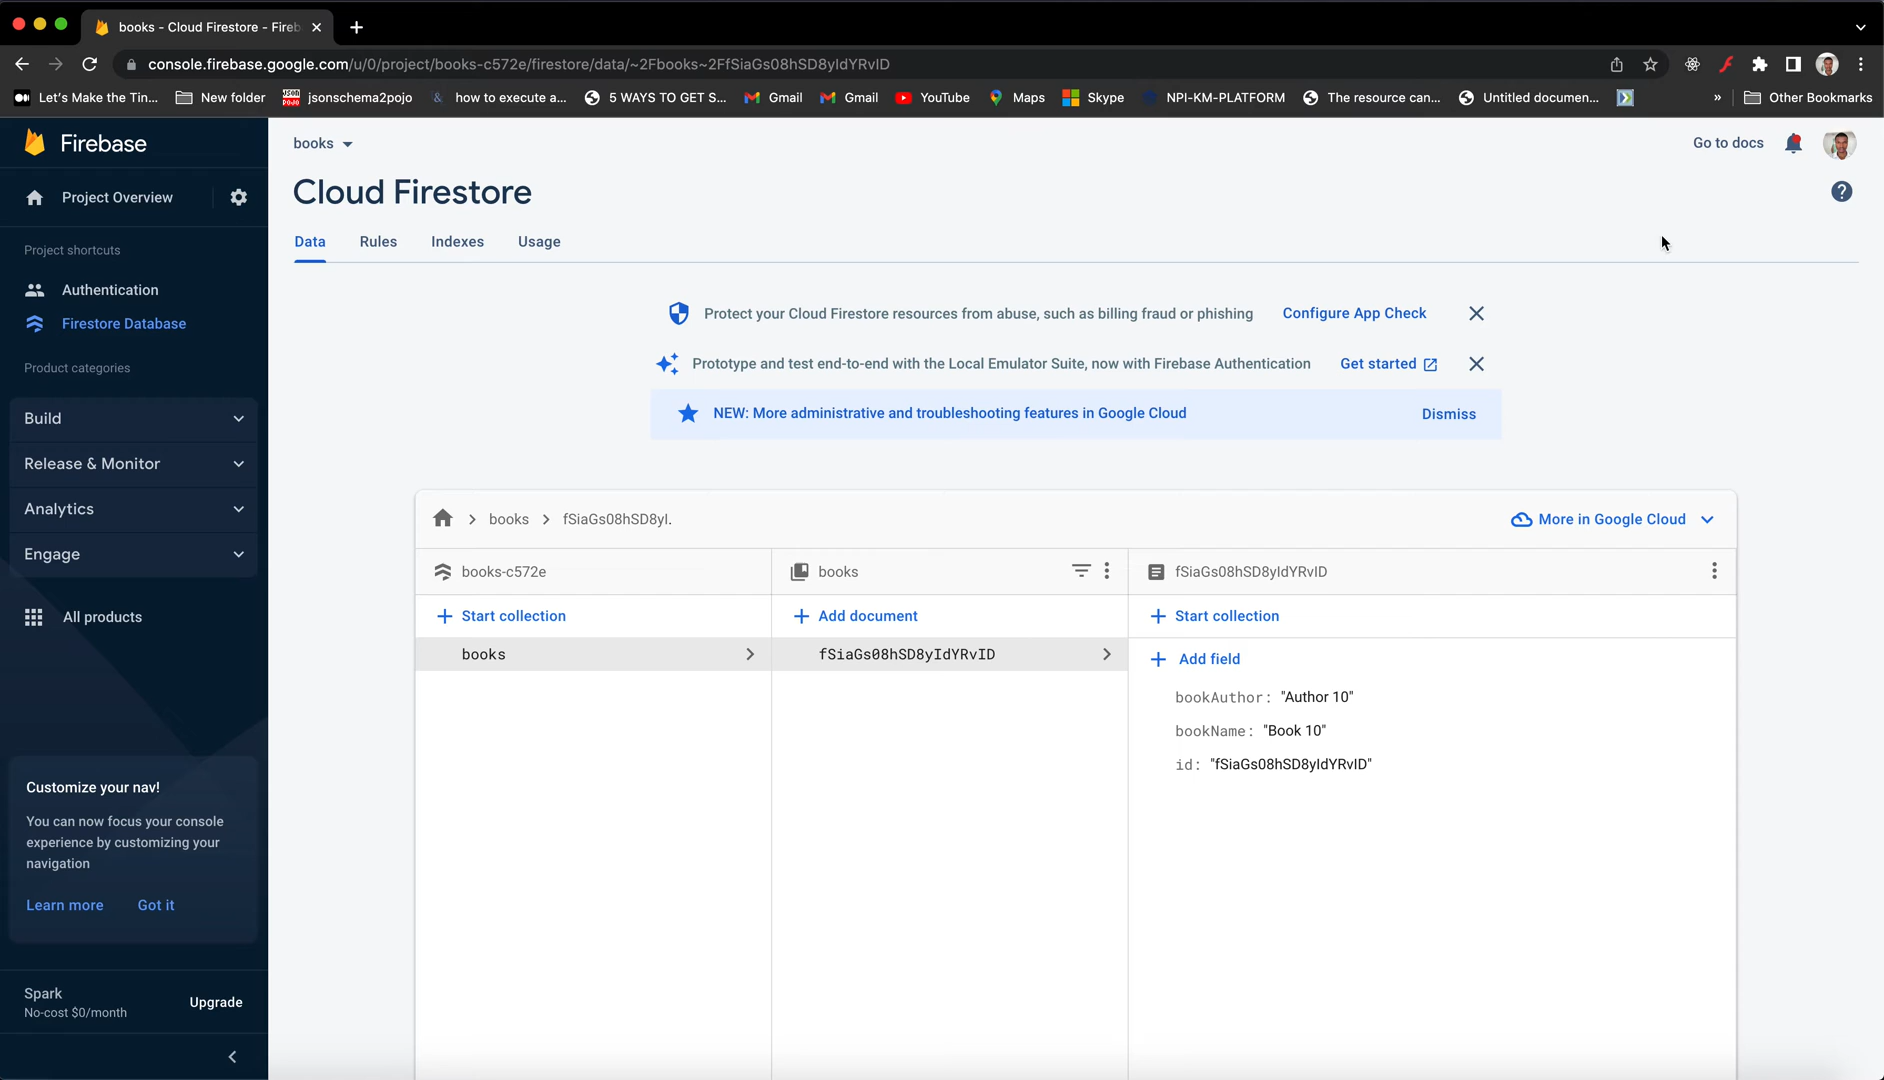 books - Cloud Firestore - Fireb
console.firebase.google.com/u/0/project/books-c572e/firestore/data/~2Fbooks~2FfSiaGs08hSD8yIdYRvID
Let's Make the Tin...
New folder
jsonschema2pojo
how to execute a...
5 WAYS TO GET S...
Gmail
Gmail
YouTube
Maps
Skype
NPI-KM-PLATFORM
The resource can...
Untitled documen...
»
Other Bookmarks
Firebase
Project Overview
Project shortcuts
Authentication
Firestore Database
Product categories
Build
Release & Monitor
Analytics
Engage
All products
Customize your nav!
You can now focus your console
experience by customizing your
navigation
Learn more
Got it
Spark
No-cost $0/month
Upgrade
books
Go to docs
Cloud Firestore
Data
Rules
Indexes
Usage
Protect your Cloud Firestore resources from abuse, such as billing fraud or phishing
Configure App Check
Prototype and test end-to-end with the Local Emulator Suite, now with Firebase Authentication
Get started
NEW: More administrative and troubleshooting features in Google Cloud
Dismiss
books
fSiaGs08hSD8yI.
More in Google Cloud
books-c572e
books
fSiaGs08hSD8yIdYRvID
Start collection
Add document
Start collection
books
fSiaGs08hSD8yIdYRvID
Add field
bookAuthor: "Author 10"
bookName: "Book 10"
id: "fSiaGs08hSD8yIdYRvID"